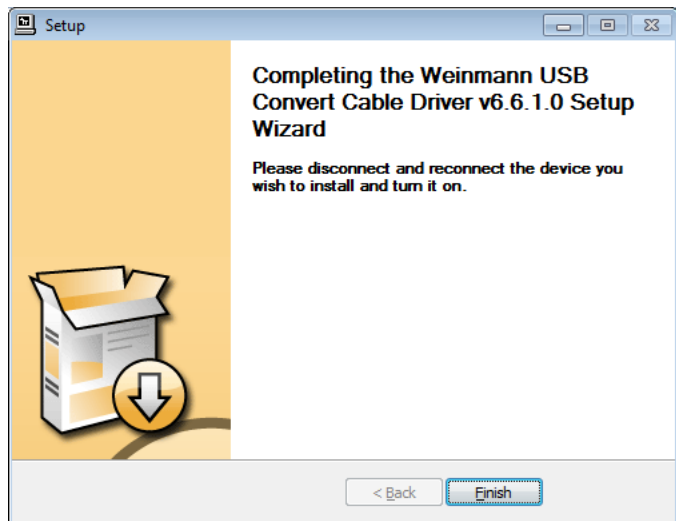 Setup
Completing the Weinmann USB
Convert Cable Driver v6.6.1.0 Setup
Wizard
Please disconnect and reconnect the device you
wish to install and turn it on.
< Back
Finish